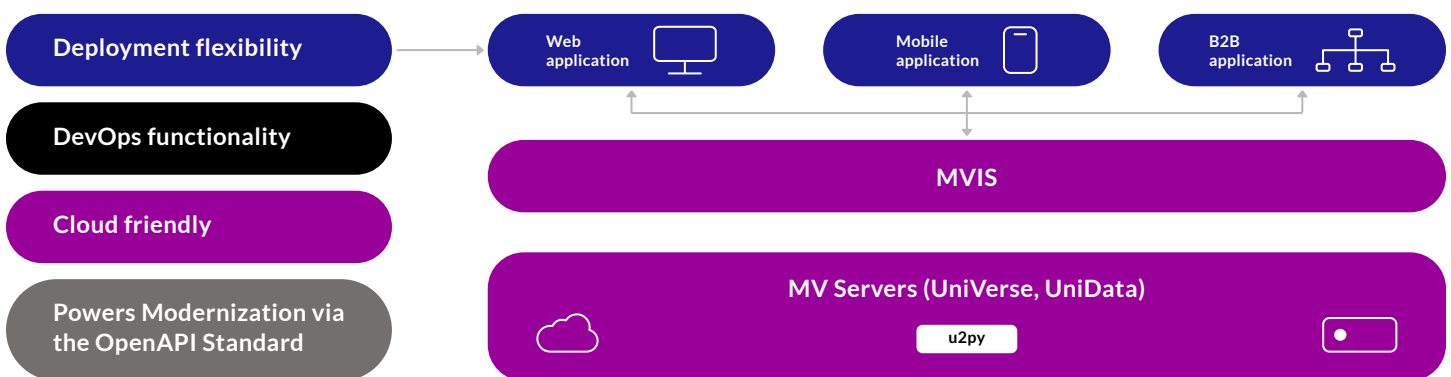 Deployment flexibility
DevOps functionality
Cloud friendly
Powers Modernization via
the OpenAPI Standard
Web
application
Mobile
application
B2B
application
MVIS
MV Servers (UniVerse, UniData)
u2py